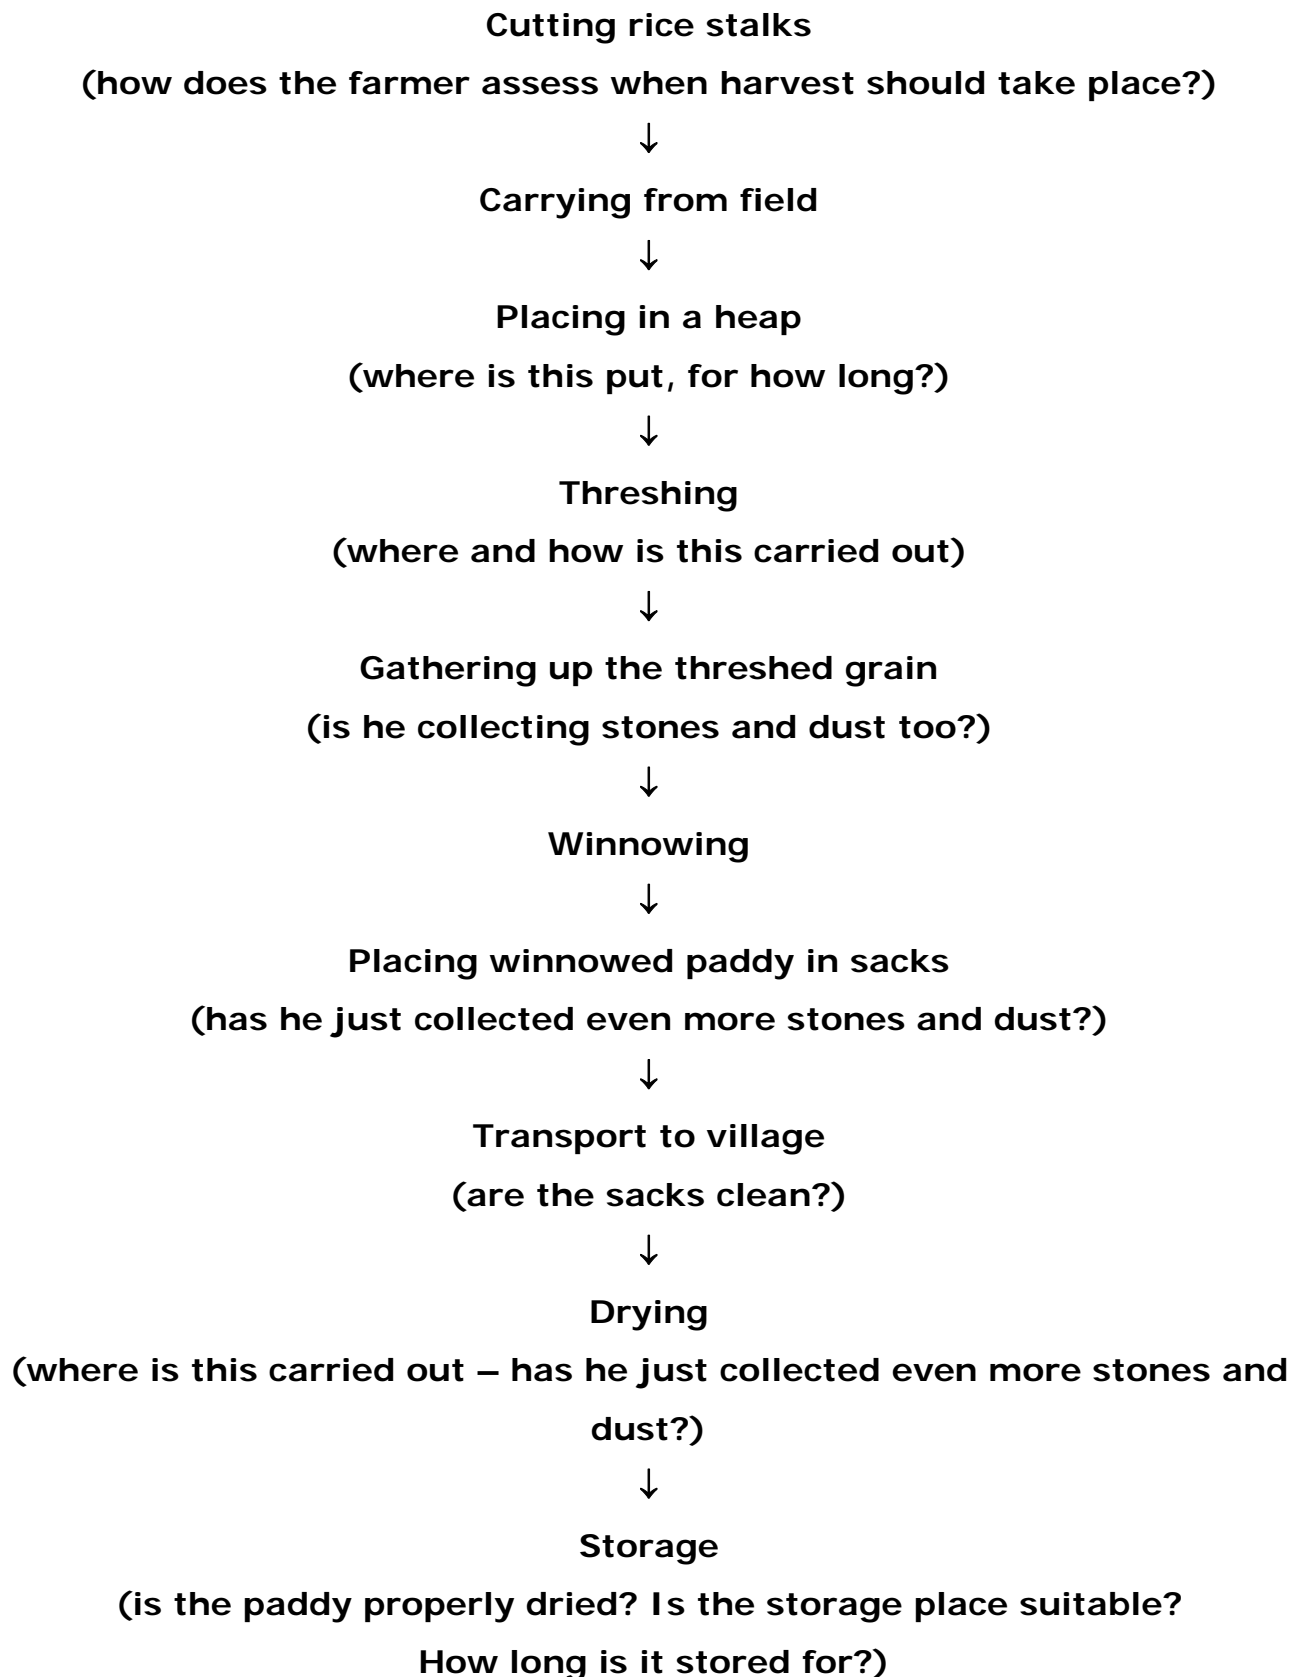 Cutting rice stalks
(how does the farmer assess when harvest should take place?)
↓
Carrying from field
↓
Placing in a heap
(where is this put, for how long?)
↓
Threshing
(where and how is this carried out)
↓
Gathering up the threshed grain
(is he collecting stones and dust too?)
↓
Winnowing
↓
Placing winnowed paddy in sacks
(has he just collected even more stones and dust?)
↓
Transport to village
(are the sacks clean?)
↓
Drying
(where is this carried out – has he just collected even more stones and
dust?)
↓
Storage
(is the paddy properly dried? Is the storage place suitable?
How long is it stored for?)